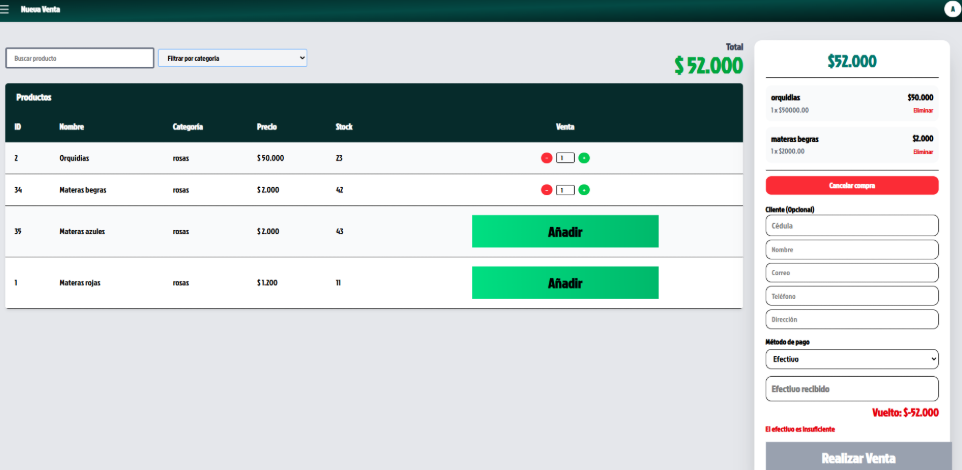 Nueva Venta
A
Buscar producto
Filtrar por categoría
Total
$ 52.000
Productos
ID Nombre Categoría Precio Stock Venta
2 Orquidias rosas $ 50.000 23 - 1 +
34 Materas begras rosas $ 2.000 42 - 1 +
35 Materas azules rosas $ 2.000 43 Añadir
1 Materas rojas rosas $ 1.200 11 Añadir
$52.000
orquidias $50.000
1 x $50000.00 Eliminar
materas begras $2.000
1 x $2000.00 Eliminar
Cancelar compra
Cliente (Opcional)
Cédula
Nombre
Correo
Teléfono
Dirección
Método de pago
Efectivo
Efectivo recibido
Vuelto: $-52.000
El efectivo es insuficiente
Realizar Venta